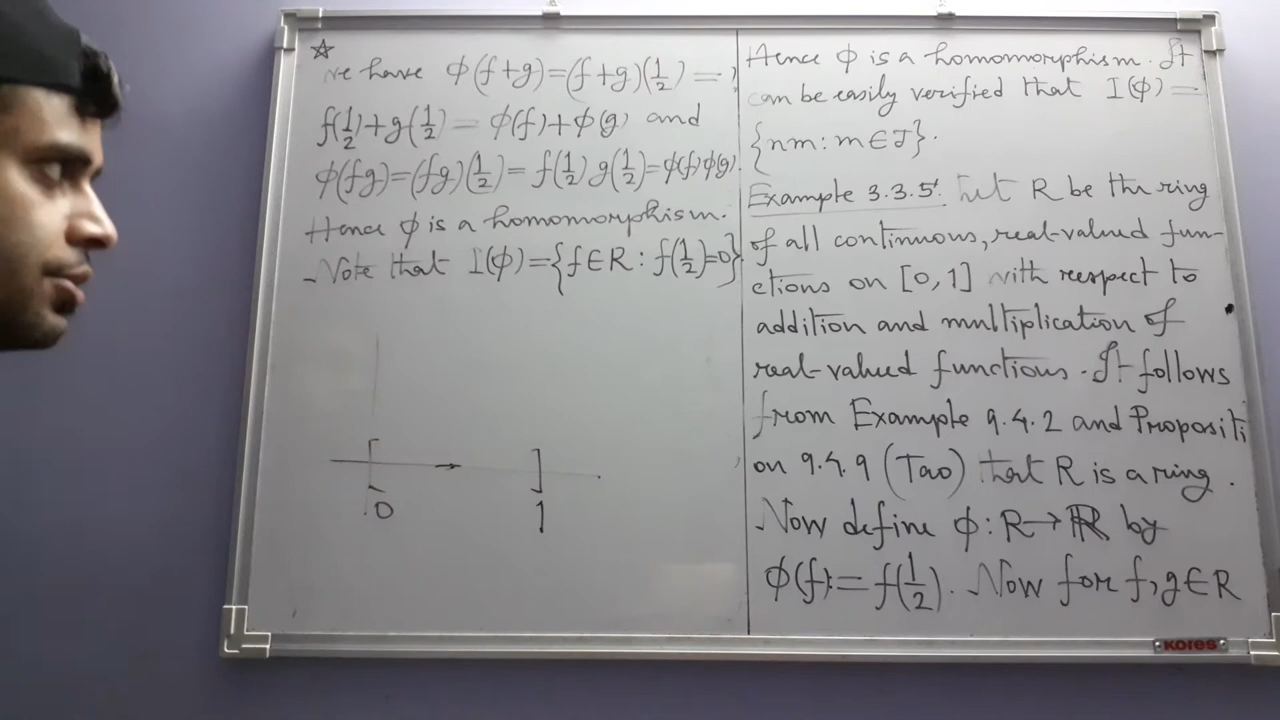 ☆
we have φ(f+g)=(f+g)(1/2)=
f(1/2)+g(1/2)= φ(f)+φ(g) and
φ(fg)=(fg)(1/2)= f(1/2) g(1/2)=φ(f)φ(g).
Hence φ is a homomorphism.
Note that I(φ)={f∈R: f(1/2)=0}
0
1
Hence φ is a homomorphism. It
can be easily verified that I(φ)=
{nm: m∈J}.
Example 3.3.5: Let R be the ring
of all continuous, real-valued fun-
ctions on [0,1] with respect to
addition and multiplication of
real-valued functions. It follows
from Example 9.4.2 and Propositi
on 9.4.9 (Tao) that R is a ring.
Now define φ: R→ℝ by
φ(f):=f(1/2). Now for f,g∈R
KORES